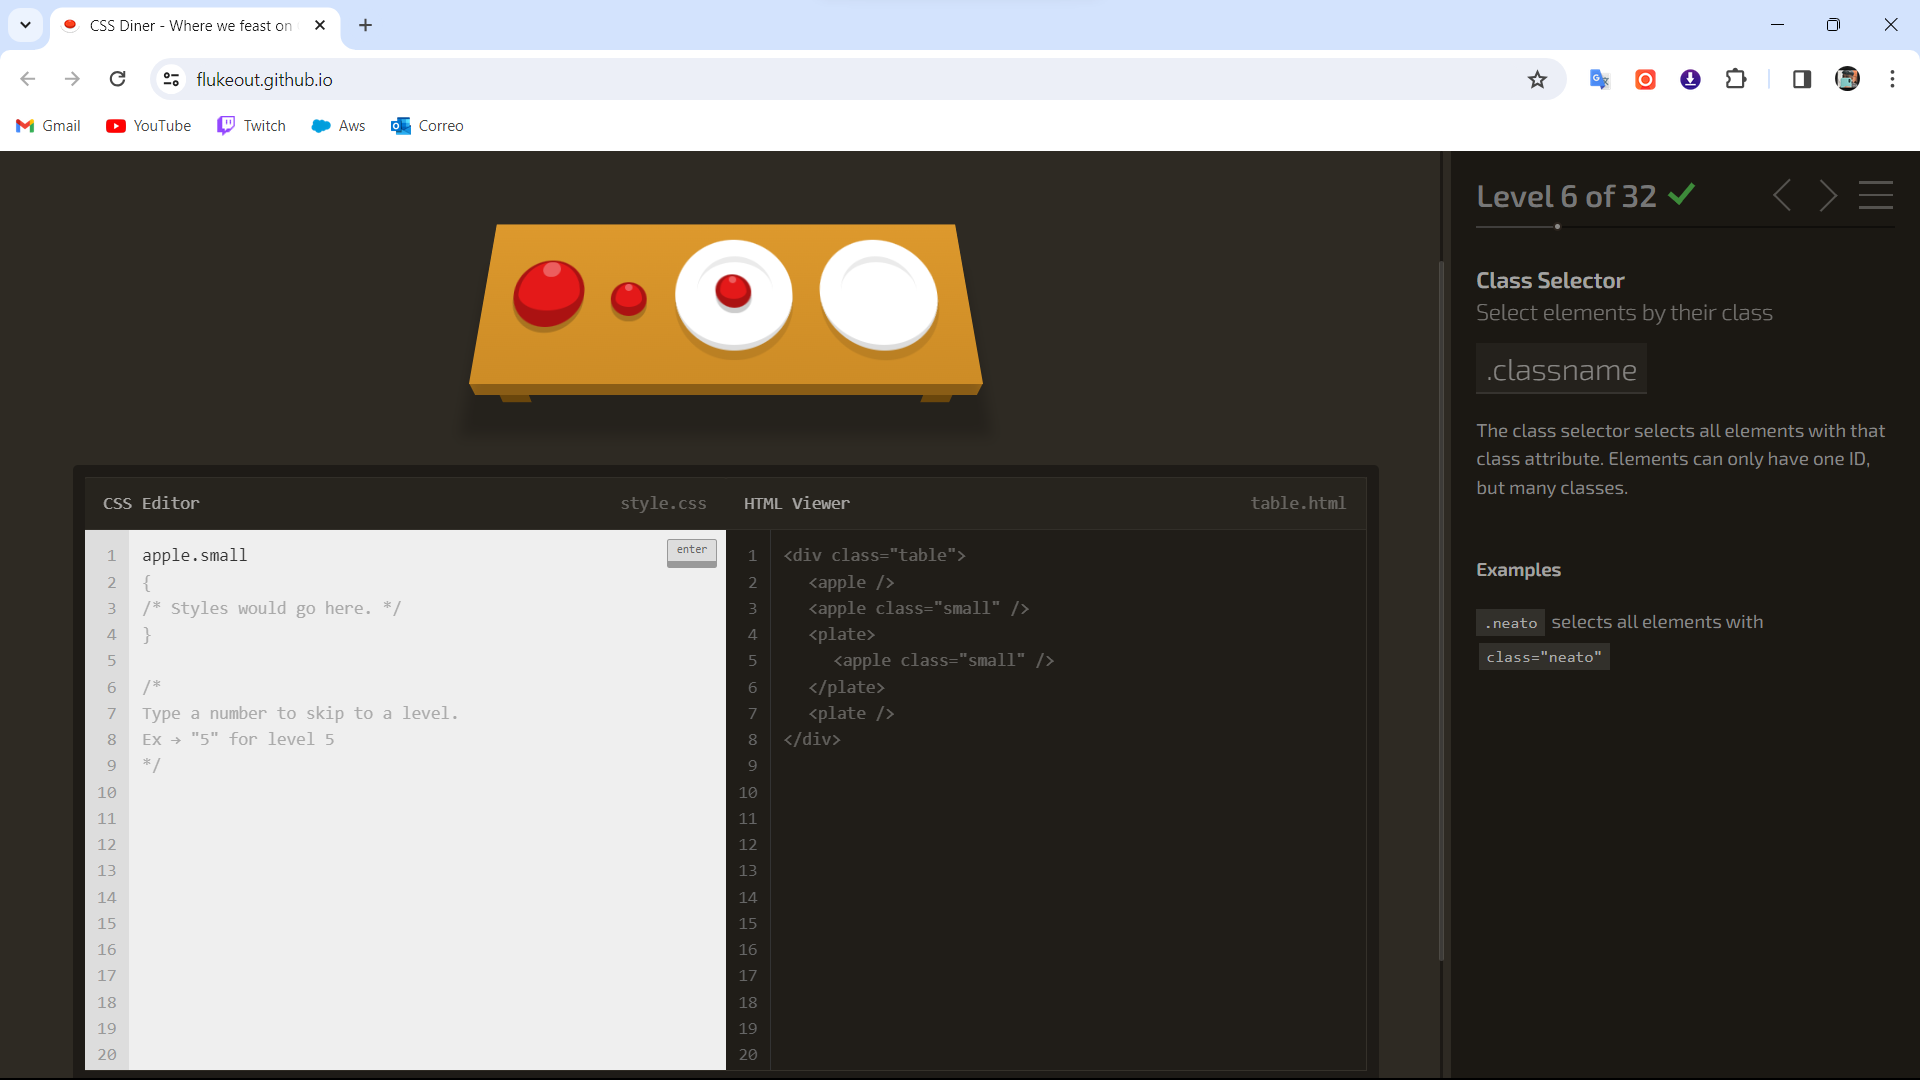 CSS Diner - Where we feast on
flukeout.github.io
Gmail YouTube Twitch Aws Correo
Level 6 of 32
Class Selector
Select elements by their class
.classname
The class selector selects all elements with that
class attribute. Elements can only have one ID,
but many classes.
Examples
.neato selects all elements with
class="neato"
CSS Editor style.css
enter
1 apple.small
2 {
3 /* Styles would go here. */
4 }
5
6 /*
7 Type a number to skip to a level.
8 Ex → "5" for level 5
9 */
10
11
12
13
14
15
16
17
18
19
20
HTML Viewer table.html
1 <div class="table">
2 <apple />
3 <apple class="small" />
4 <plate>
5 <apple class="small" />
6 </plate>
7 <plate />
8 </div>
9
10
11
12
13
14
15
16
17
18
19
20